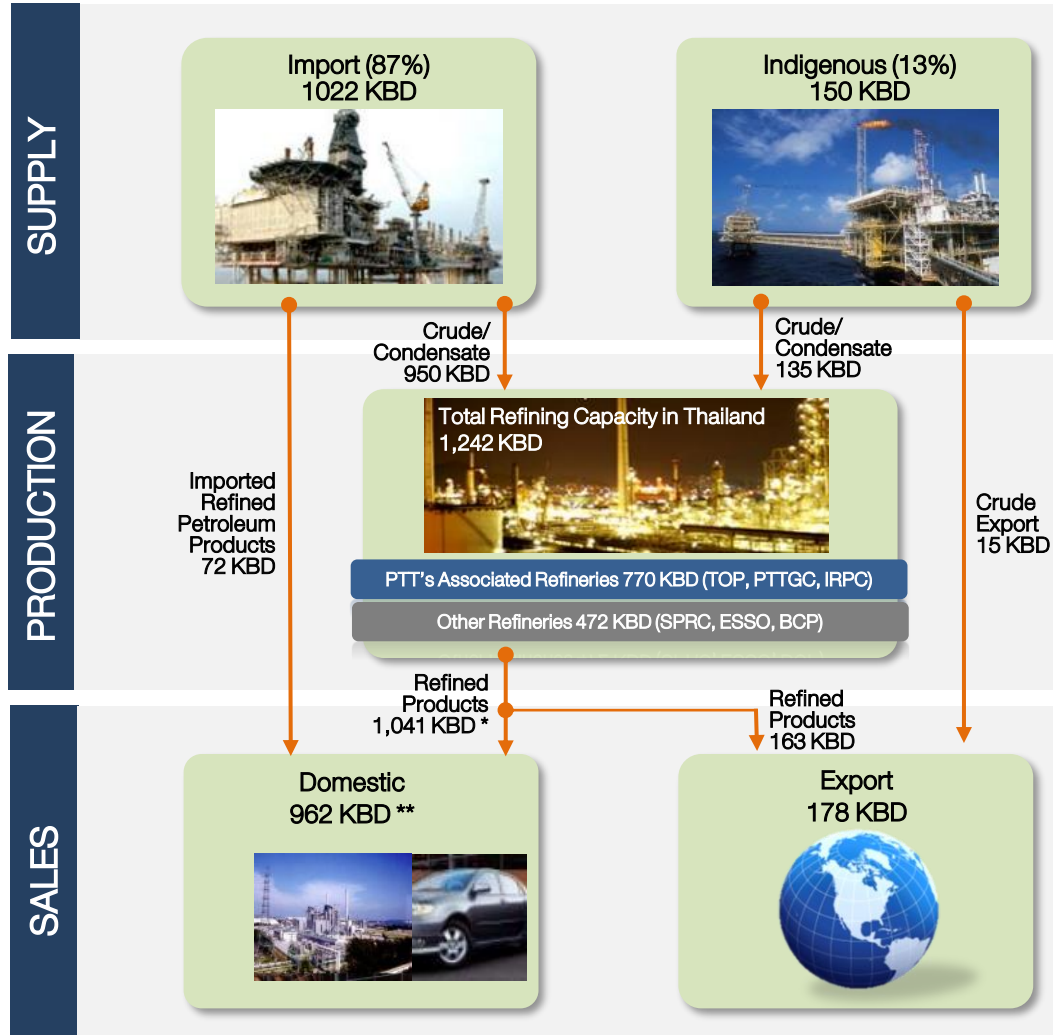 SUPPLY
Import (87%)
1022 KBD
Indigenous (13%)
150 KBD
Crude/
Condensate
950 KBD
Crude/
Condensate
135 KBD
PRODUCTION
Total Refining Capacity in Thailand
1,242 KBD
Imported
Refined
Petroleum
Products
72 KBD
Crude
Export
15 KBD
PTT's Associated Refineries 770 KBD (TOP, PTTGC, IRPC)
Other Refineries 472 KBD (SPRC, ESSO, BCP)
Refined
Products
1,041 KBD *
Refined
Products
163 KBD
SALES
Domestic
962 KBD **
Export
178 KBD